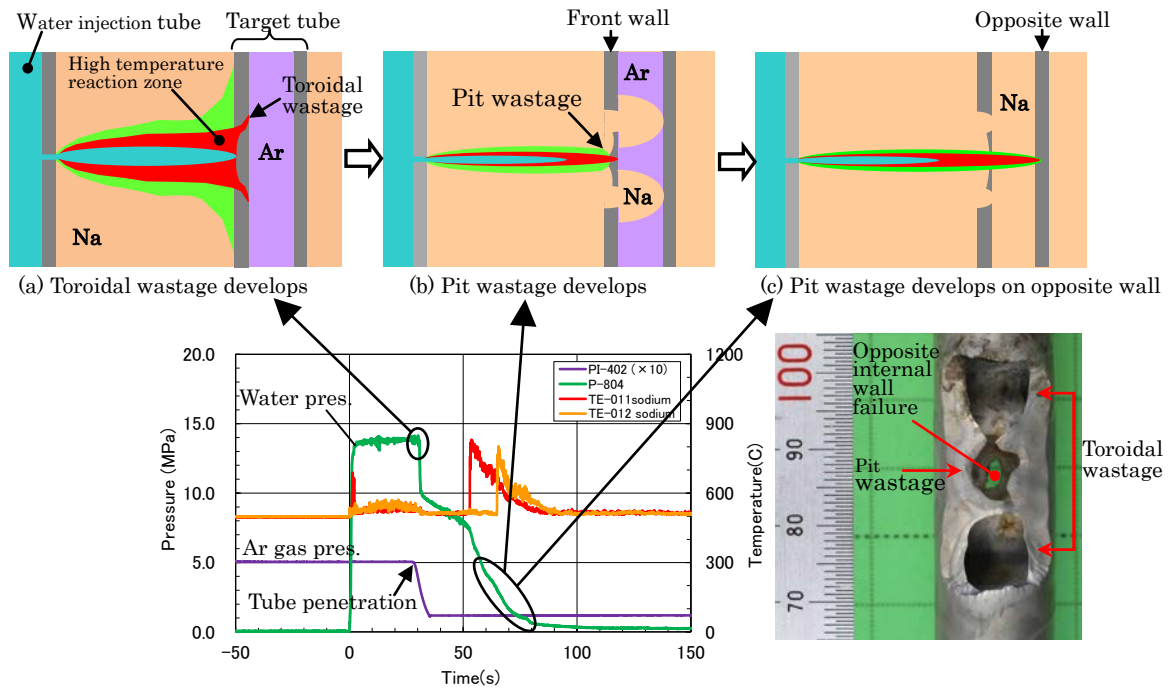 Water injection tube
Target tube
High temperature
reaction zone
Toroidal
wastage
Ar
Na
(a) Toroidal wastage develops
Front wall
Ar
Pit wastage
Na
(b) Pit wastage develops
Opposite wall
Na
(c) Pit wastage develops on opposite wall
Pressure (MPa)
20.0
15.0
10.0
5.0
0.0
Water pres.
Ar gas pres.
Tube penetration
PI-402 (×10)
P-804
TE-011sodium
TE-012 sodium
1200
900
600
300
0
Temperature(C)
-50
0
50
100
150
Time(s)
100
90
80
70
Opposite
internal
wall
failure
Pit
wastage
Toroidal
wastage